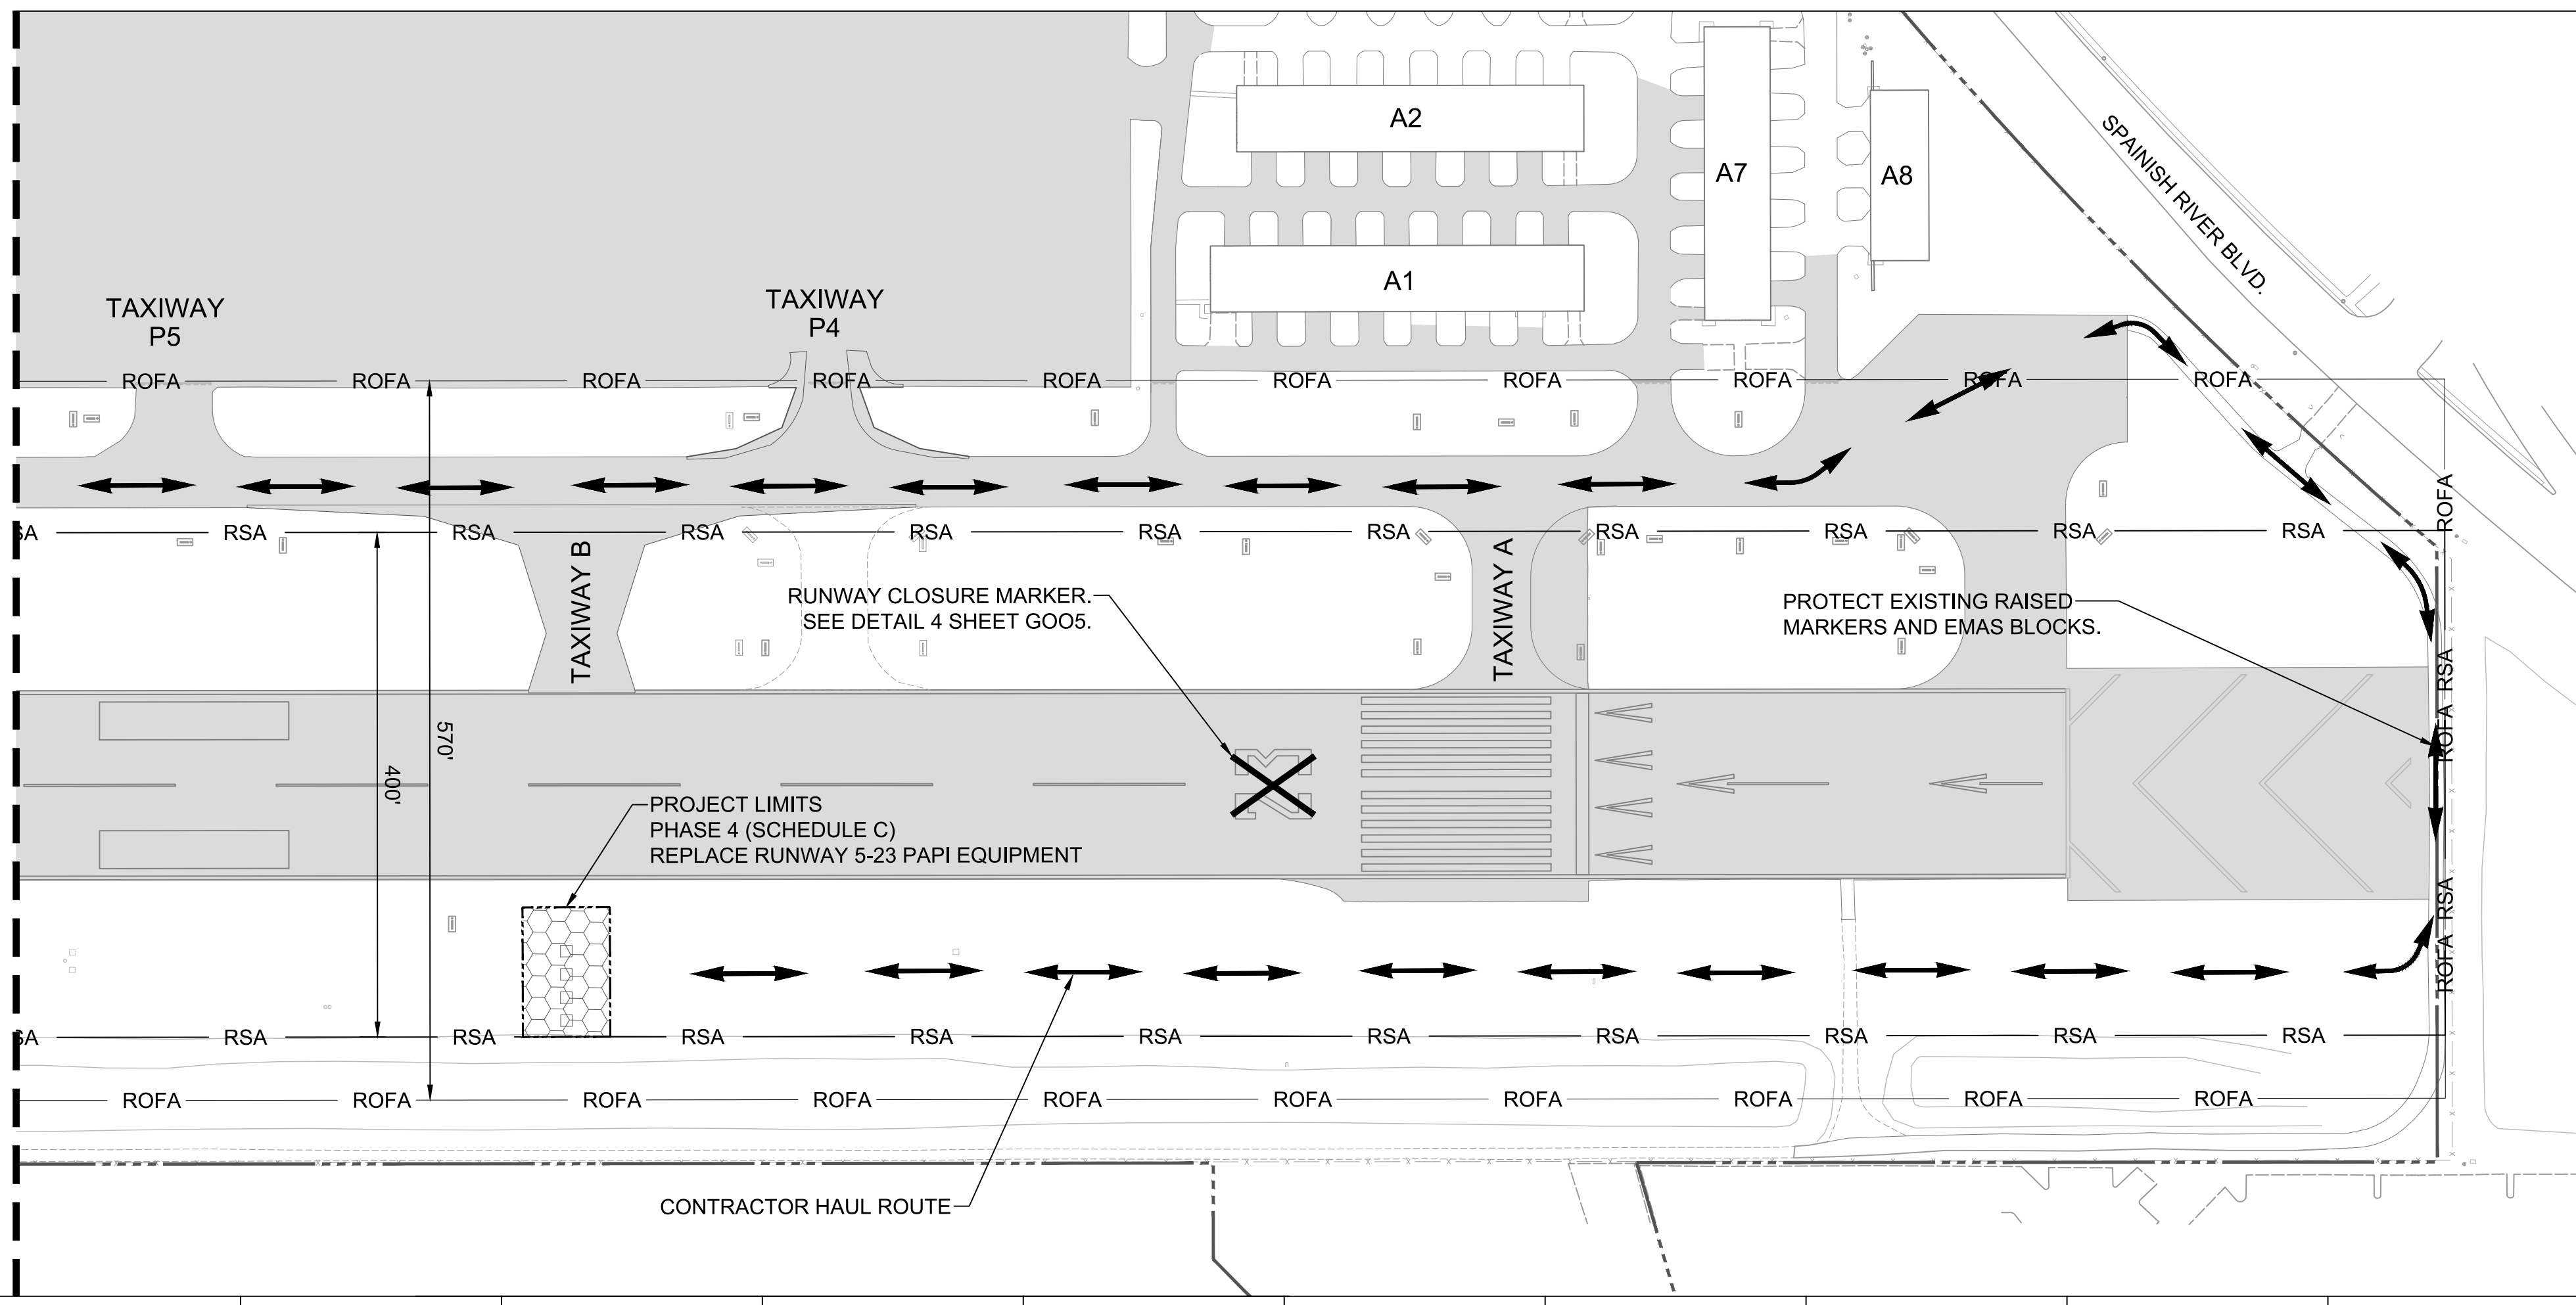 A2
A7
A8
SPAINISH RIVER BLVD.
A1
TAXIWAY
P5
TAXIWAY
P4
ROFA ROFA ROFA ROFA ROFA ROFA ROFA ROFA ROFA ROFA
ROFA
SA RSA RSA RSA RSA RSA RSA RSA RSA RSA RSA
TAXIWAY B
TAXIWAY A
RUNWAY CLOSURE MARKER.
SEE DETAIL 4 SHEET GOO5.
PROTECT EXISTING RAISED
MARKERS AND EMAS BLOCKS.
RSA
ROFA
570'
400'
23
PROJECT LIMITS
PHASE 4 (SCHEDULE C)
REPLACE RUNWAY 5-23 PAPI EQUIPMENT
RSA
ROFA
SA RSA RSA RSA RSA RSA RSA RSA RSA RSA RSA
ROFA ROFA ROFA ROFA ROFA ROFA ROFA ROFA ROFA ROFA
CONTRACTOR HAUL ROUTE